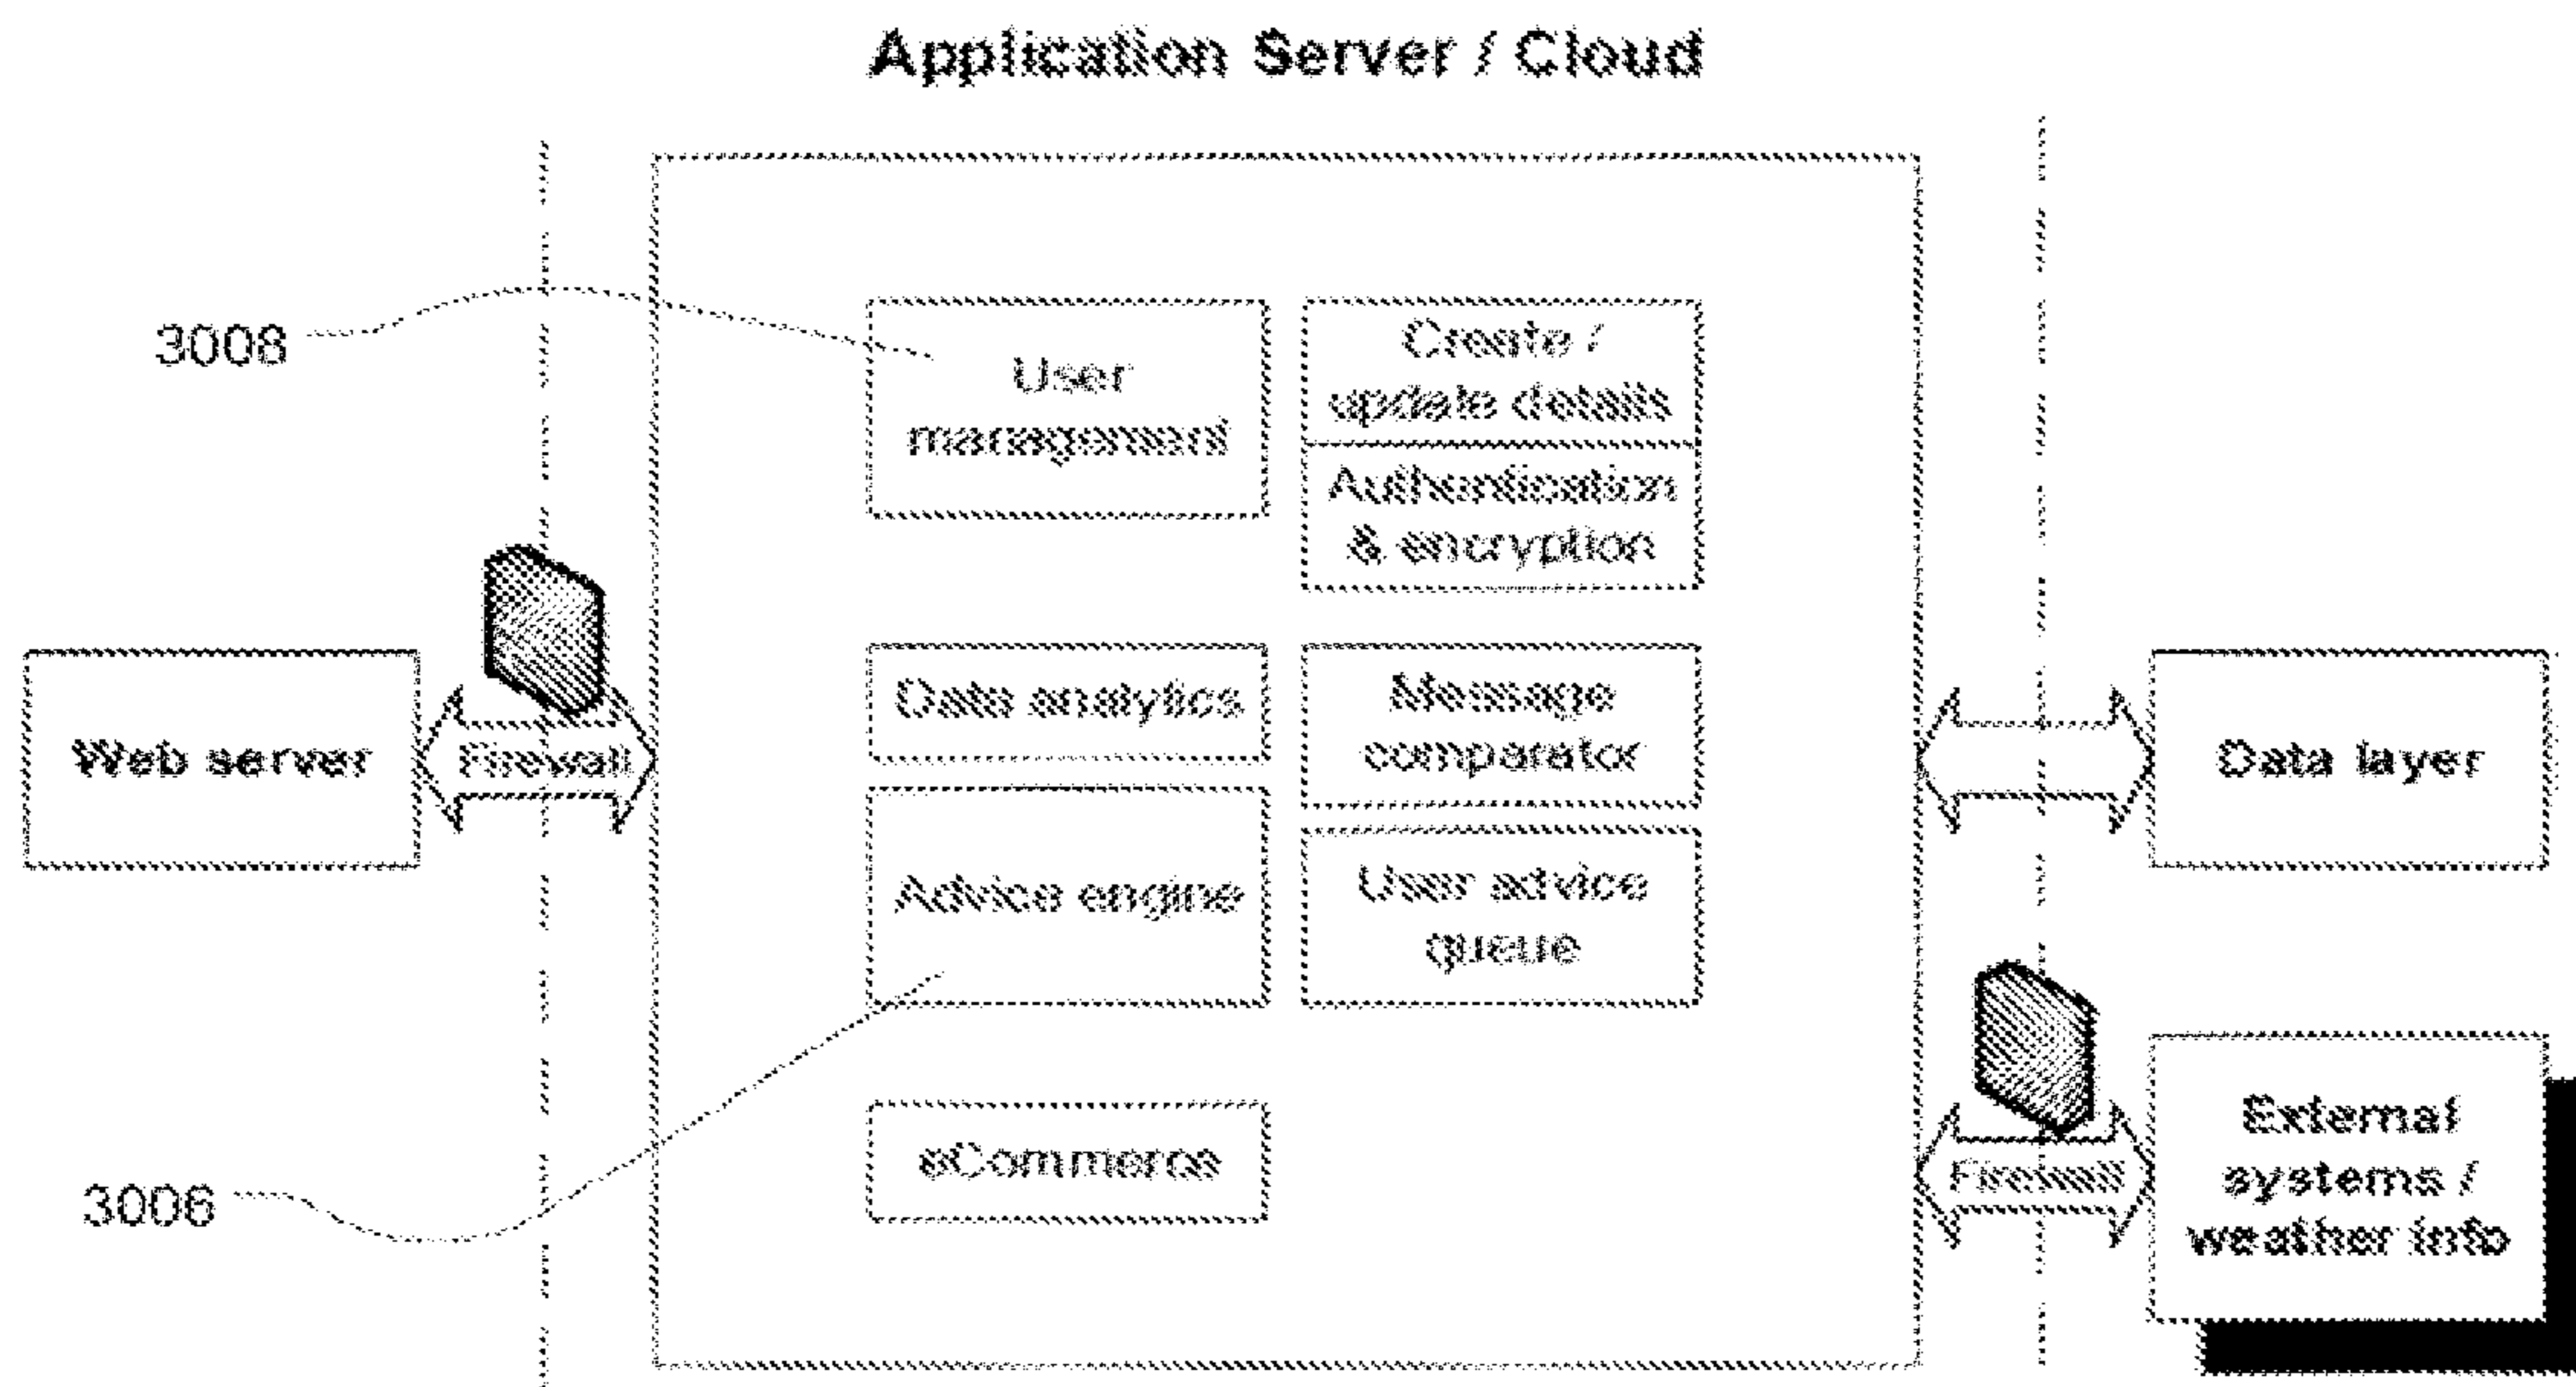 Application Server / Cloud
3008
User
management
Create /
update details
Authentication
& encryption
Web server
Firewall
Data analytics
Message
comparator
Data layer
Advice engine
User advice
queue
3006
eCommerce
Firewall
External
systems /
weather info